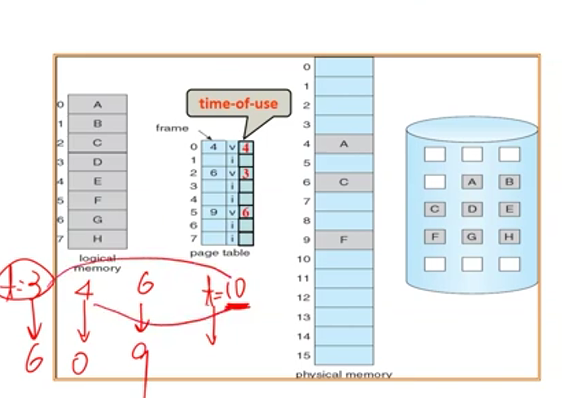 time-of-use
frame
0 A
1 B
2 C
3 D
4 E
5 F
6 G
7 H
logical
memory
0 4 v 4
1 i
2 6 v 3
3 i
4 i
5 9 v 6
6 i
7 i
page table
0
1
2
3
4 A
5
6 C
7
8
9 F
10
11
12
13
14
15
physical memory
A B
C D E
F G H
t=3 4 6 t=10
6 0 9